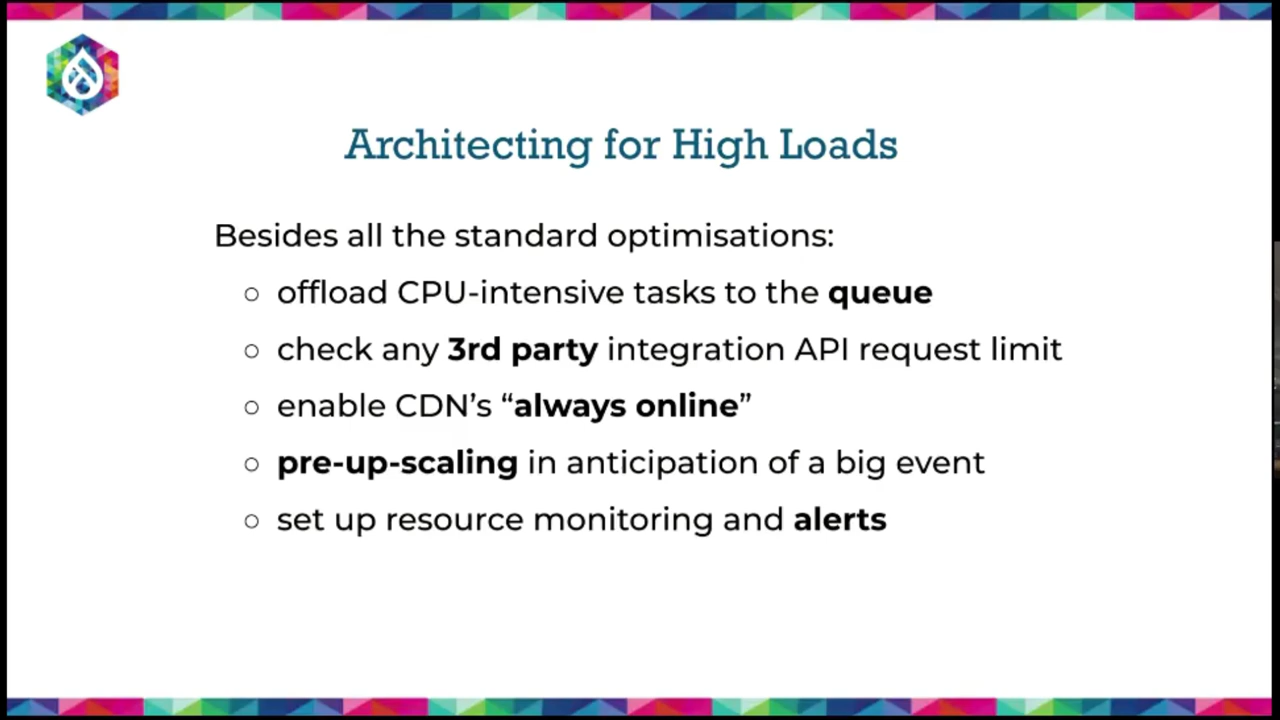 Architecting for High Loads
Besides all the standard optimisations:
○ offload CPU-intensive tasks to the queue
○ check any 3rd party integration API request limit
○ enable CDN’s “always online”
○ pre-up-scaling in anticipation of a big event
○ set up resource monitoring and alerts